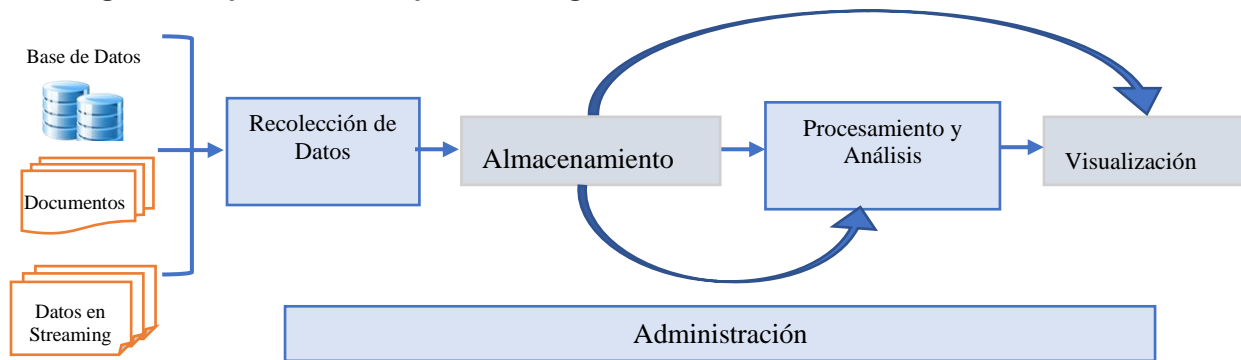 Base de Datos
Documentos
Datos en
Streaming
Recolección de
Datos
Almacenamiento
Procesamiento y
Análisis
Visualización
Administración